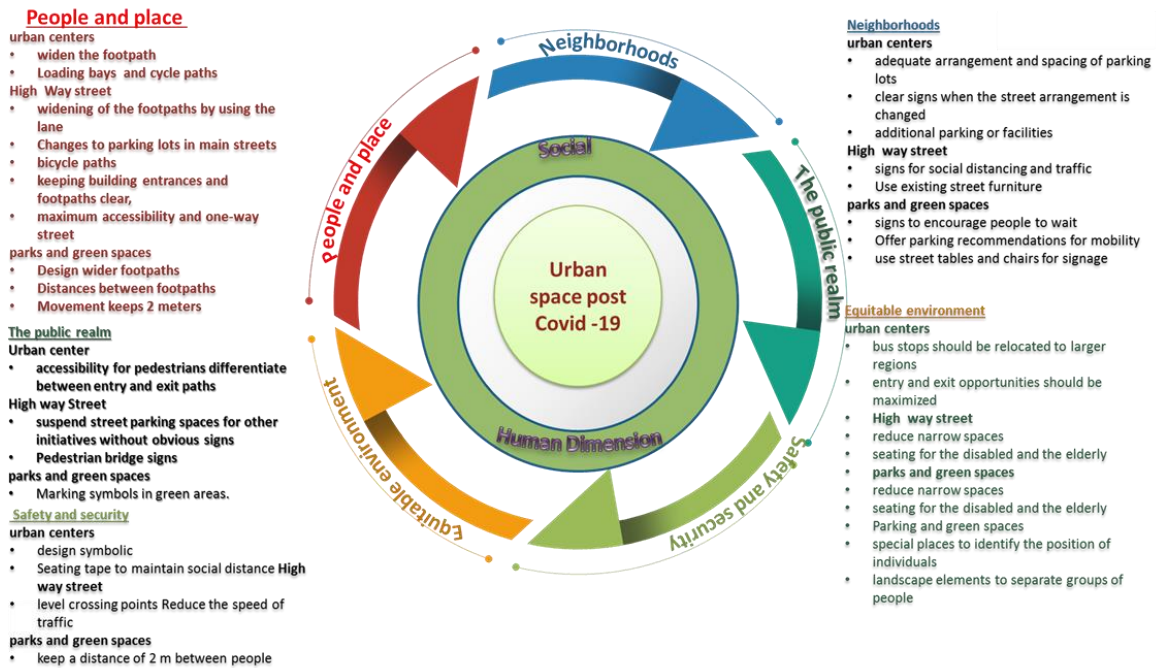 People and place
urban centers
• widen the footpath
• Loading bays and cycle paths
High Way street
• widening of the footpaths by using the
lane
• Changes to parking lots in main streets
• bicycle paths
• keeping building entrances and
footpaths clear,
• maximum accessibility and one-way
street
parks and green spaces
• Design wider footpaths
• Distances between footpaths
• Movement keeps 2 meters
The public realm
Urban center
• accessibility for pedestrians differentiate
between entry and exit paths
High way Street
• suspend street parking spaces for other
initiatives without obvious signs
• Pedestrian bridge signs
parks and green spaces
• Marking symbols in green areas.
Safety and security
urban centers
• design symbolic
• Seating tape to maintain social distance High
way street
• level crossing points Reduce the speed of
traffic
parks and green spaces
• keep a distance of 2 m between people
Neighborhoods
People and place
The public realm
Safety and security
Equitable environment
Social
Human Dimension
Urban
space post
Covid -19
Neighborhoods
urban centers
• adequate arrangement and spacing of parking
lots
• clear signs when the street arrangement is
changed
• additional parking or facilities
High way street
• signs for social distancing and traffic
• Use existing street furniture
parks and green spaces
• signs to encourage people to wait
• Offer parking recommendations for mobility
• use street tables and chairs for signage
Equitable environment
urban centers
• bus stops should be relocated to larger
regions
• entry and exit opportunities should be
maximized
• High way street
• reduce narrow spaces
• seating for the disabled and the elderly
• parks and green spaces
• reduce narrow spaces
• seating for the disabled and the elderly
• Parking and green spaces
• special places to identify the position of
individuals
• landscape elements to separate groups of
people